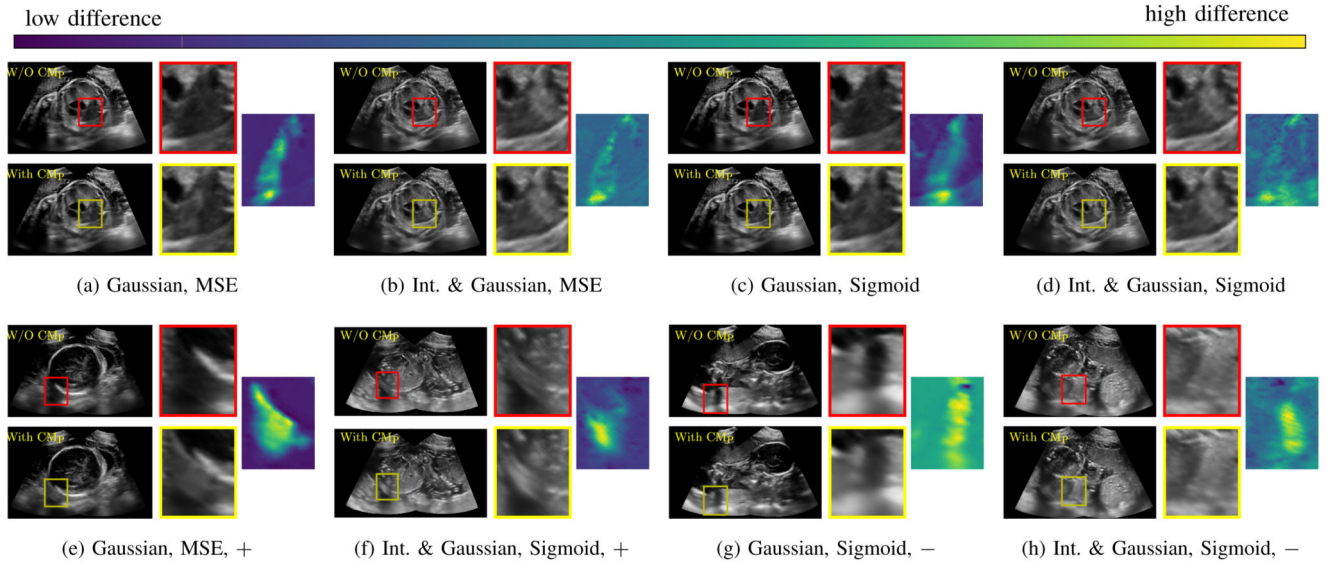 low difference
high difference
W/O CMp
W/O CMp
W/O CMp
W/O CMp
With CMp
With CMp
With CMp
With CMp
(a) Gaussian, MSE
(b) Int. & Gaussian, MSE
(c) Gaussian, Sigmoid
(d) Int. & Gaussian, Sigmoid
W/O CMp
W/O CMp
W/O CMp
W/O CMp
With CMp
With CMp
With CMp
With CMp
(e) Gaussian, MSE, +
(f) Int. & Gaussian, Sigmoid, +
(g) Gaussian, Sigmoid, −
(h) Int. & Gaussian, Sigmoid, −